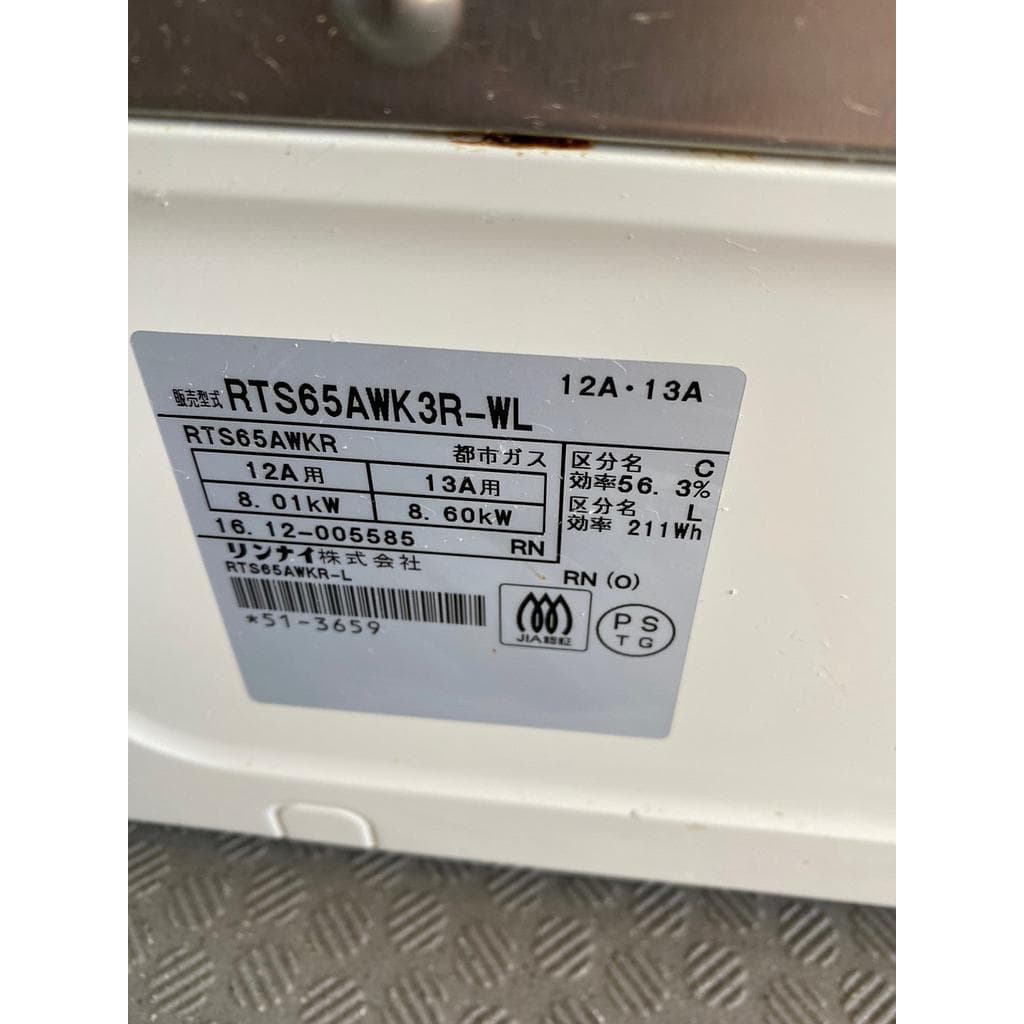 販売型式 RTS65AWK3R-WL 12A・13A
RTS65AWKR 都市ガス
12A用 13A用
8.01kW 8.60kW
16.12-005585 RN
リンナイ株式会社
RTS65AWKR-L
*51-3659
区分名 C
効率56.3%
区分名 L
効率 211Wh
RN (O)
JIA認証
PS
TG